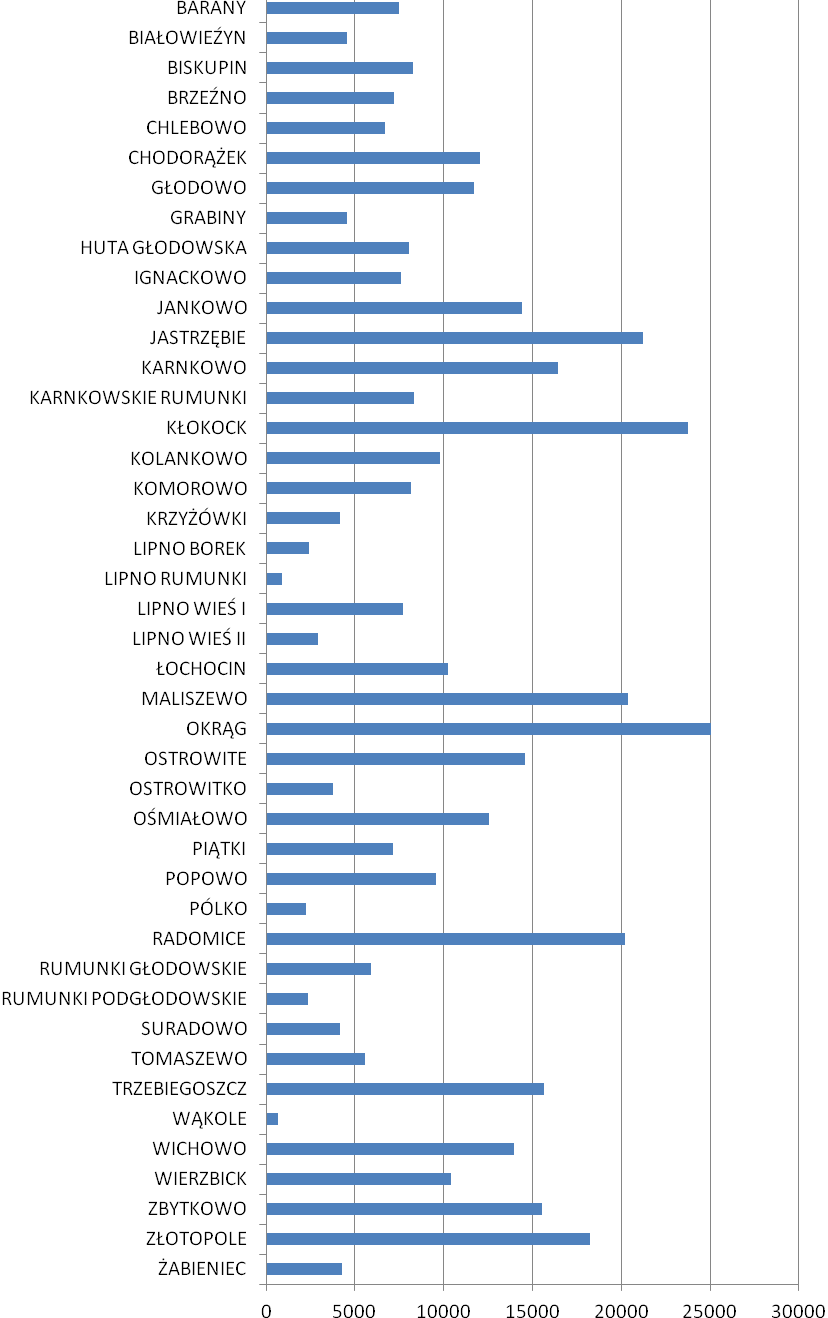 BARANY
BIAŁOWIEŹYN
BISKUPIN
BRZEŹNO
CHLEBOWO
CHODORĄŻEK
GŁODOWO
GRABINY
HUTA GŁODOWSKA
IGNACKOWO
JANKOWO
JASTRZĘBIE
KARNKOWO
KARNKOWSKIE RUMUNKI
KŁOKOCK
KOLANKOWO
KOMOROWO
KRZYŻÓWKI
LIPNO BOREK
LIPNO RUMUNKI
LIPNO WIEŚ I
LIPNO WIEŚ II
ŁOCHOCIN
MALISZEWO
OKRĄG
OSTROWITE
OSTROWITKO
OŚMIAŁOWO
PIĄTKI
POPOWO
PÓLKO
RADOMICE
RUMUNKI GŁODOWSKIE
RUMUNKI PODGŁODOWSKIE
SURADOWO
TOMASZEWO
TRZEBIEGOSZCZ
WĄKOLE
WICHOWO
WIERZBICK
ZBYTKOWO
ZŁOTOPOLE
ŻABIENIEC
0 5000 10000 15000 20000 25000 30000